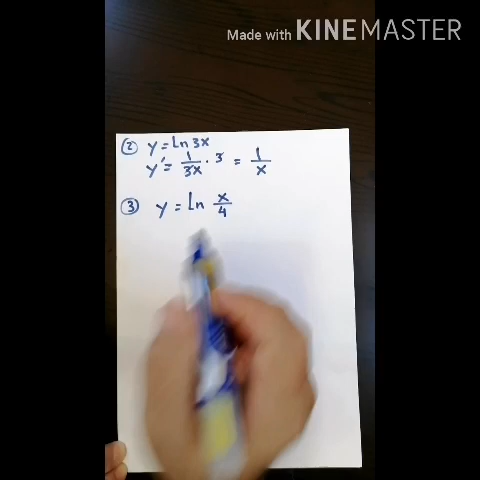 Made with KINEMASTER
② y = Ln 3x
y' = 1/3x · 3 = 1/x
③ y = Ln x/4